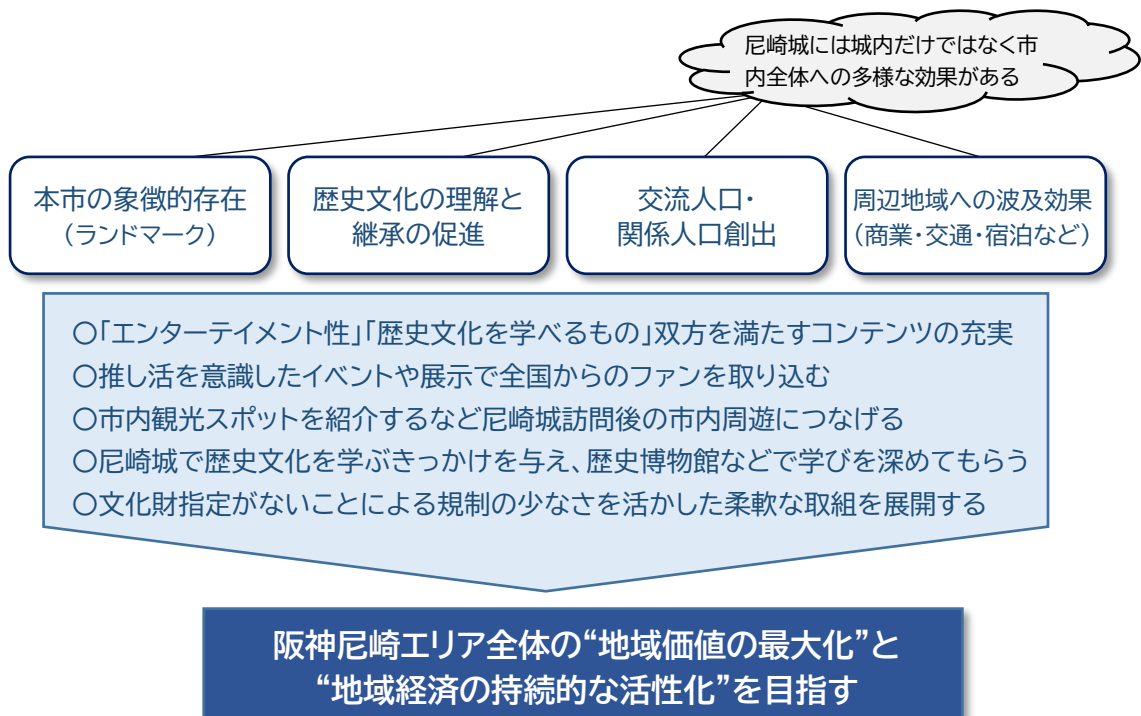 尼崎城には城内だけではなく市
内全体への多様な効果がある
本市の象徴的存在
（ランドマーク）
歴史文化の理解と
継承の促進
交流人口・
関係人口創出
周辺地域への波及効果
（商業・交通・宿泊など）
〇「エンターテイメント性」「歴史文化を学べるもの」双方を満たすコンテンツの充実
〇推し活を意識したイベントや展示で全国からのファンを取り込む
〇市内観光スポットを紹介するなど尼崎城訪問後の市内周遊につなげる
〇尼崎城で歴史文化を学ぶきっかけを与え、歴史博物館などで学びを深めてもらう
〇文化財指定がないことによる規制の少なさを活かした柔軟な取組を展開する
阪神尼崎エリア全体の“地域価値の最大化”と
“地域経済の持続的な活性化”を目指す